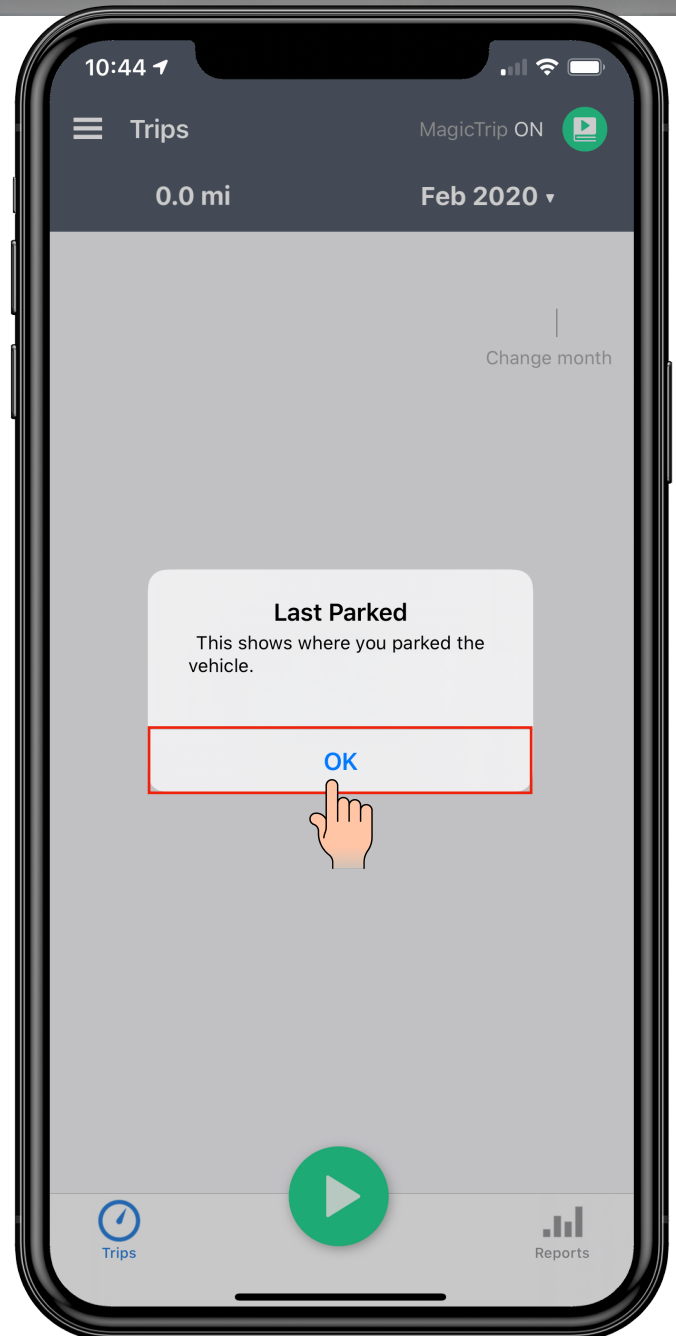 10:44
Trips
MagicTrip ON
0.0 mi
Feb 2020 ▾
Change month
Last Parked
This shows where you parked the
vehicle.
OK
Trips
Reports